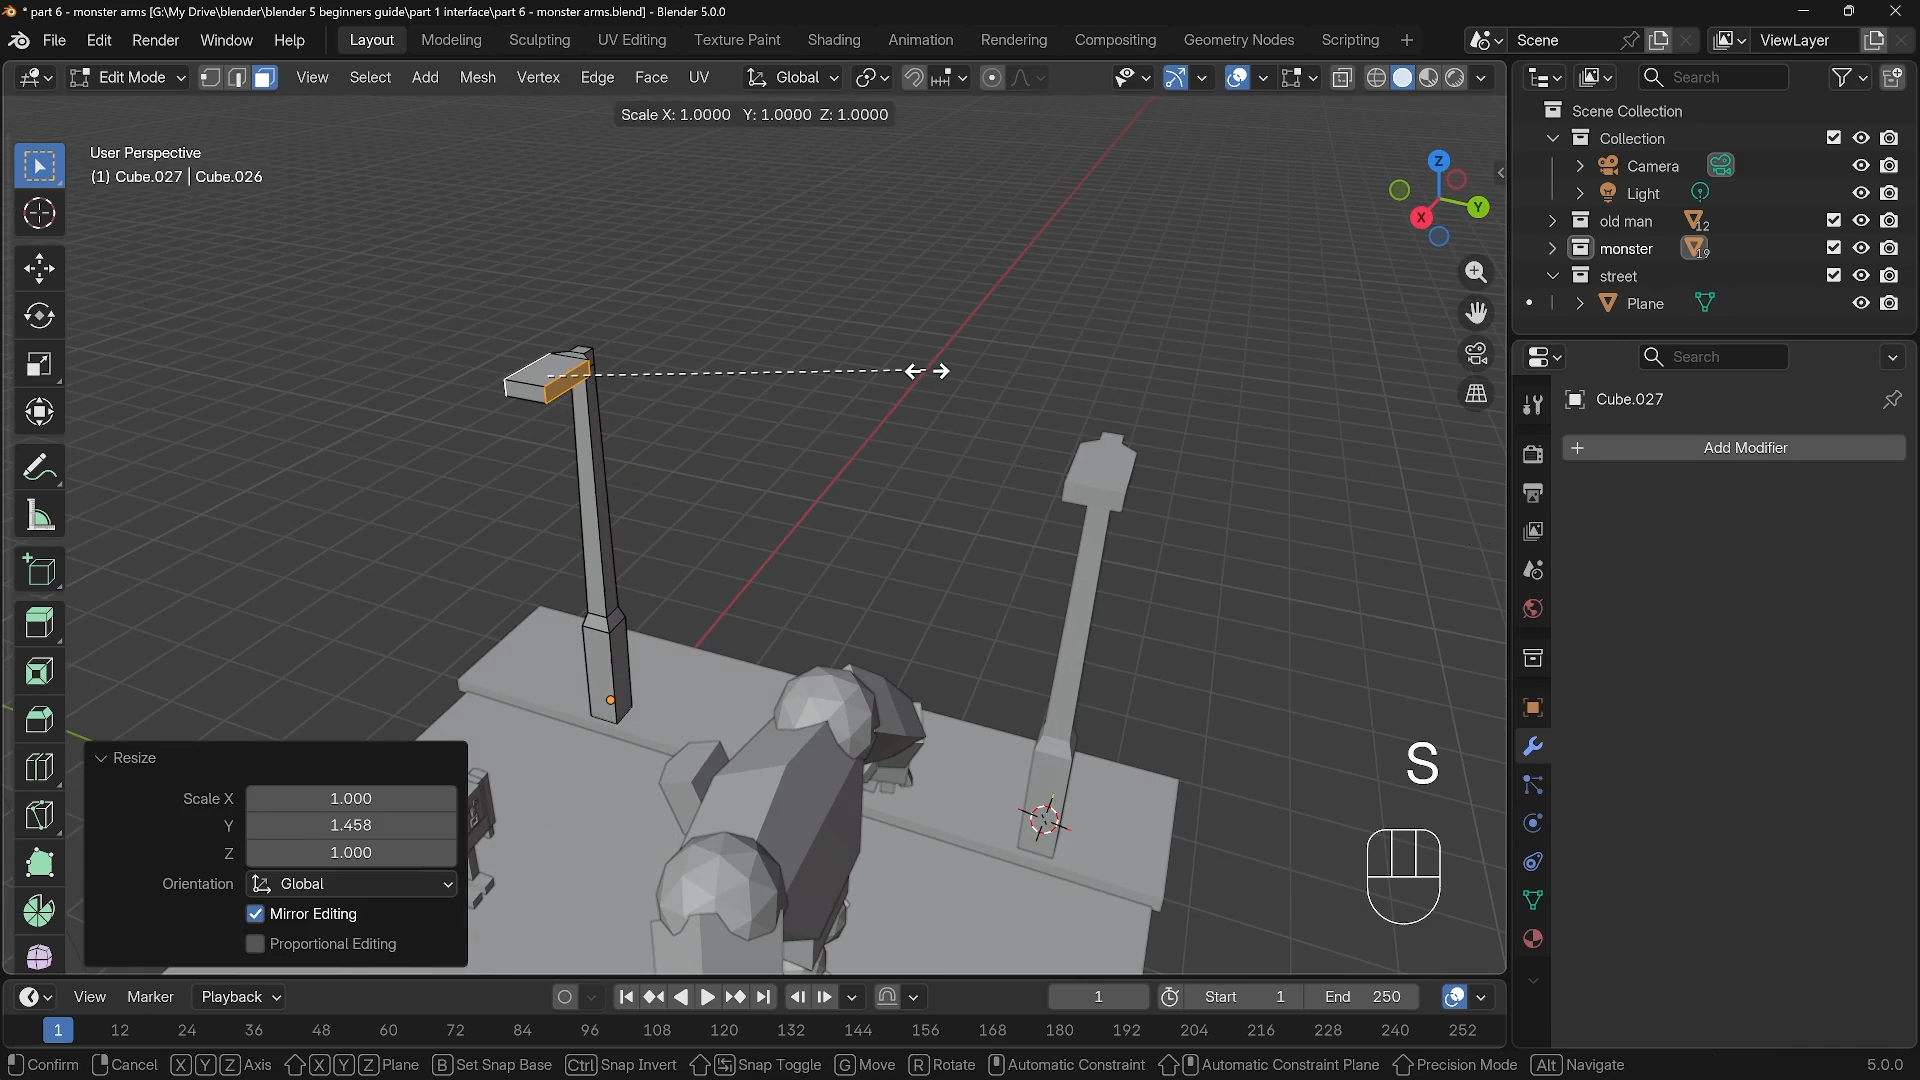 * part 6 - monster arms [G:\My Drive\blender\blender 5 beginners guide\part 1 interface\part 6 - monster arms.blend] - Blender 5.0.0
File Edit Render Window Help Layout Modeling Sculpting UV Editing Texture Paint Shading Animation Rendering Compositing Geometry Nodes Scripting + Scene ViewLayer
Edit Mode View Select Add Mesh Vertex Edge Face UV Global Search
Scale X: 1.0000 Y: 1.0000 Z: 1.0000
Scene Collection
Collection
User Perspective
(1) Cube.027 | Cube.026
Camera
Light
old man 12
monster 19
street
Plane
Z
Y
X
Search
Cube.027
+ Add Modifier
S
Resize
Scale X 1.000
Y 1.458
Z 1.000
Orientation Global
Mirror Editing
Proportional Editing
View Marker Playback 1 Start 1 End 250
1 12 24 36 48 60 72 84 96 108 120 132 144 156 168 180 192 204 216 228 240 252
Confirm Cancel X Y Z Axis X Y Z Plane B Set Snap Base Ctrl Snap Invert Snap Toggle G Move R Rotate Automatic Constraint Automatic Constraint Plane Precision Mode Alt Navigate 5.0.0